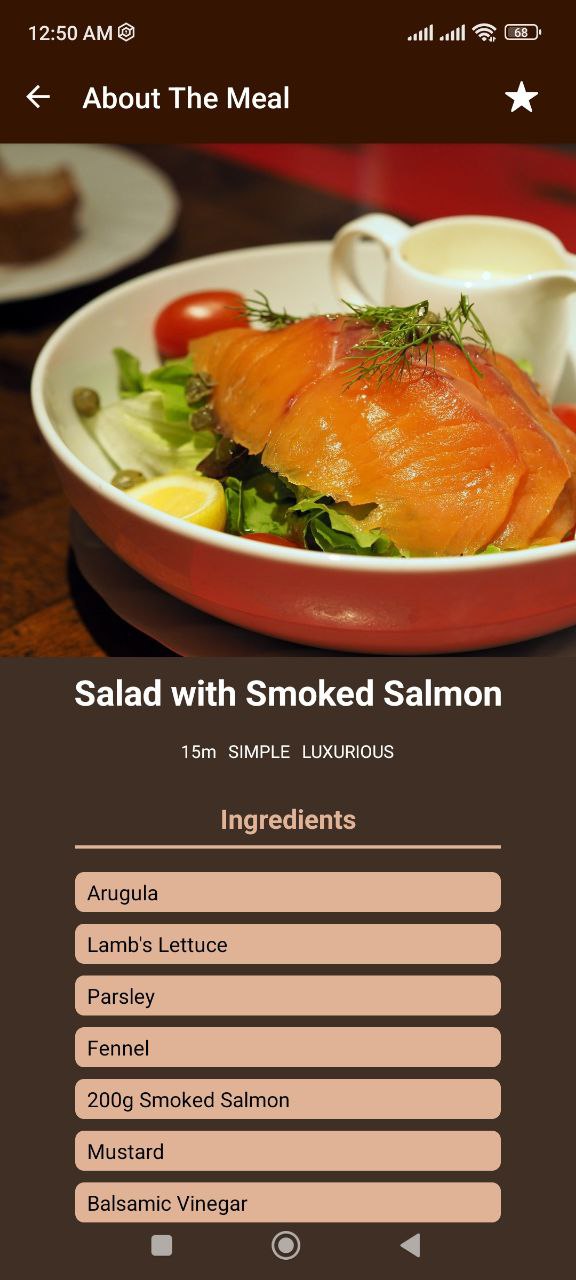 12:50 AM
68
About The Meal
Salad with Smoked Salmon
15m SIMPLE LUXURIOUS
Ingredients
Arugula
Lamb's Lettuce
Parsley
Fennel
200g Smoked Salmon
Mustard
Balsamic Vinegar